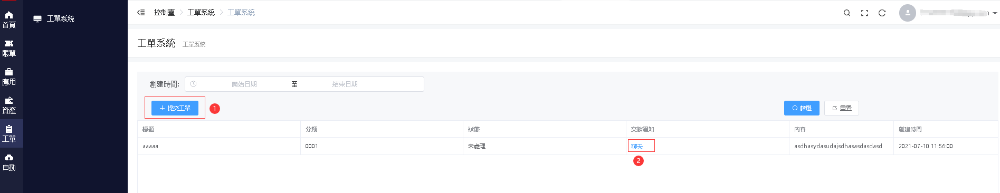 首頁
賬單
應用
資產
工單
自動
工單系統
控制臺 工單系統 工單系統
工單系統 工單系統
創建時間: 開始日期 至 結束日期
提交工單 1 篩選 重置
標題 分類 狀態 交談通知 內容 創建時間
aaaaa 0001 未處理 聊天 asdhasydasudajsdhasasdasdasd 2021-07-10 11:56:00
2